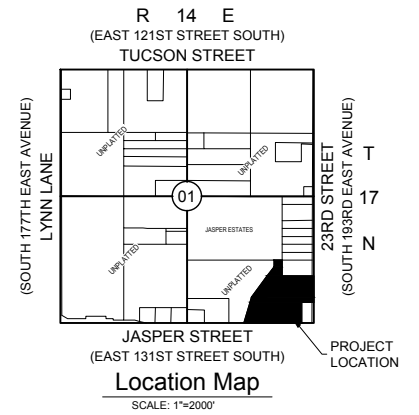 R 14 E
(EAST 121ST STREET SOUTH)
TUCSON STREET
(SOUTH 177TH EAST AVENUE)
LYNN LANE
UNPLATTED
UNPLATTED
01
JASPER ESTATES
UNPLATTED
UNPLATTED
23RD STREET
(SOUTH 193RD EAST AVENUE)
T
17
N
JASPER STREET
(EAST 131ST STREET SOUTH)
PROJECT
LOCATION
Location Map
SCALE: 1"=2000'